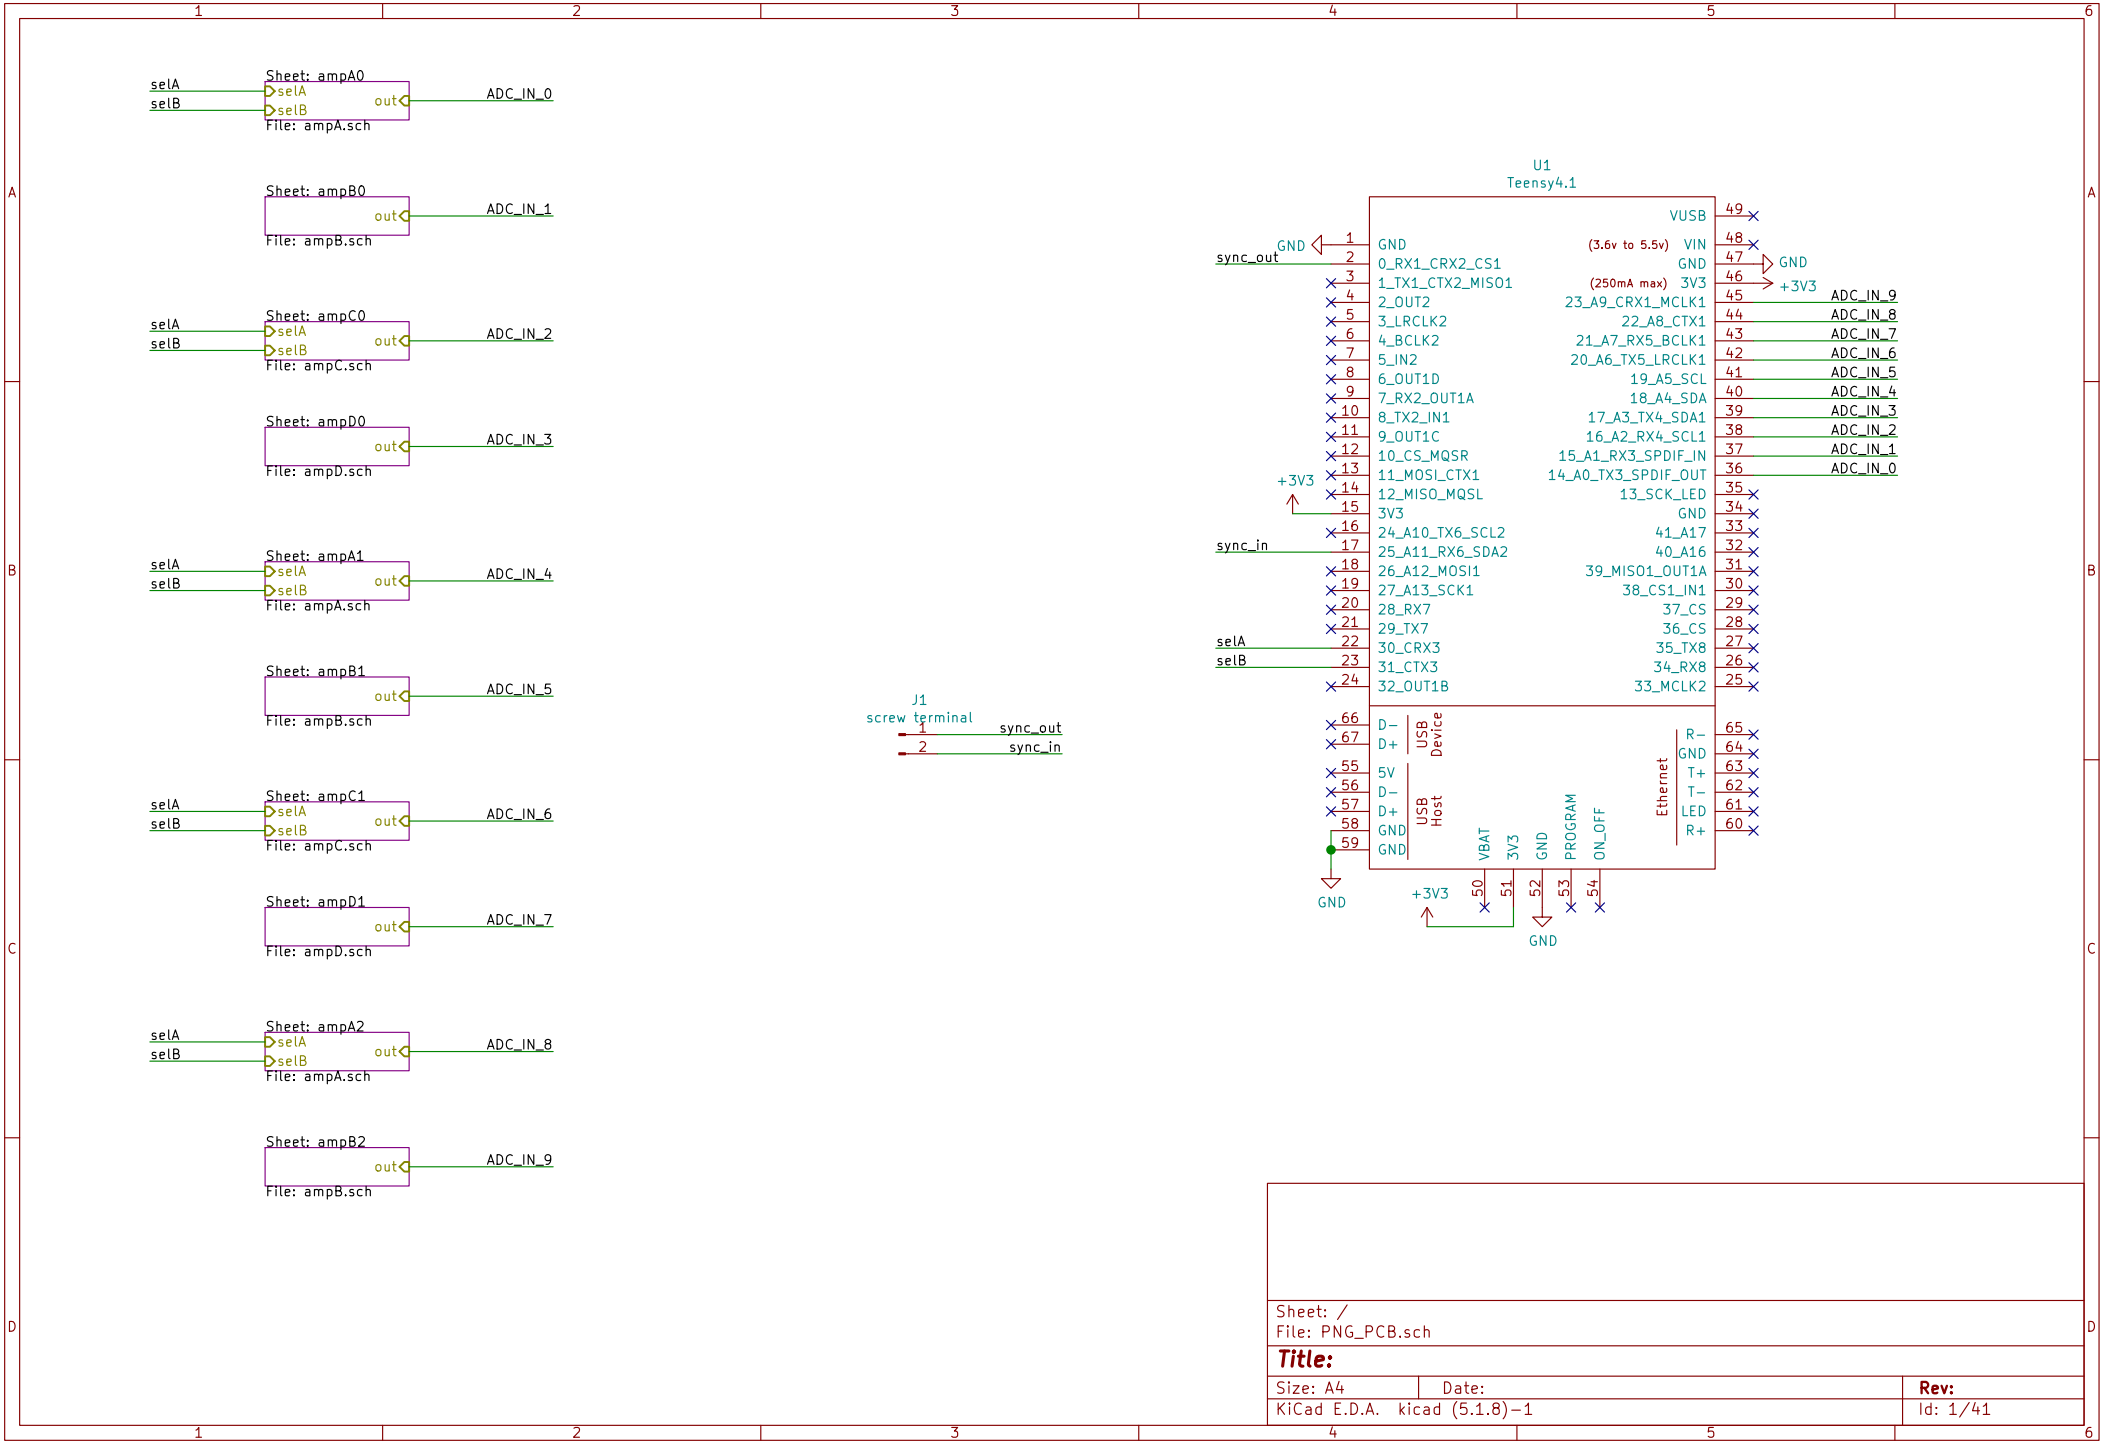 1 2 3 4 5 6
A
B
C
D
Sheet: ampA0
selA selA
selB selB
out ADC_IN_0
File: ampA.sch
Sheet: ampB0
out ADC_IN_1
File: ampB.sch
Sheet: ampC0
selA selA
selB selB
out ADC_IN_2
File: ampC.sch
Sheet: ampD0
out ADC_IN_3
File: ampD.sch
Sheet: ampA1
selA selA
selB selB
out ADC_IN_4
File: ampA.sch
Sheet: ampB1
out ADC_IN_5
File: ampB.sch
Sheet: ampC1
selA selA
selB selB
out ADC_IN_6
File: ampC.sch
Sheet: ampD1
out ADC_IN_7
File: ampD.sch
Sheet: ampA2
selA selA
selB selB
out ADC_IN_8
File: ampA.sch
Sheet: ampB2
out ADC_IN_9
File: ampB.sch
J1
screw terminal
1 sync_out
2 sync_in
U1
Teensy4.1
GND 1 GND
sync_out 2 0_RX1_CRX2_CS1
3 1_TX1_CTX2_MISO1
4 2_OUT2
5 3_LRCLK2
6 4_BCLK2
7 5_IN2
8 6_OUT1D
9 7_RX2_OUT1A
10 8_TX2_IN1
11 9_OUT1C
12 10_CS_MQSR
13 11_MOSI_CTX1
14 12_MISO_MQSL
+3V3
15 3V3
16 24_A10_TX6_SCL2
sync_in 17 25_A11_RX6_SDA2
18 26_A12_MOSI1
19 27_A13_SCK1
20 28_RX7
21 29_TX7
selA 22 30_CRX3
selB 23 31_CTX3
24 32_OUT1B
66 D-
67 D+
USB
Device
55 5V
56 D-
57 D+
58 GND
59 GND
USB
Host
GND
VUSB 49
(3.6v to 5.5v) VIN 48
GND 47 GND
(250mA max) 3V3 46 +3V3
23_A9_CRX1_MCLK1 45 ADC_IN_9
22_A8_CTX1 44 ADC_IN_8
21_A7_RX5_BCLK1 43 ADC_IN_7
20_A6_TX5_LRCLK1 42 ADC_IN_6
19_A5_SCL 41 ADC_IN_5
18_A4_SDA 40 ADC_IN_4
17_A3_TX4_SDA1 39 ADC_IN_3
16_A2_RX4_SCL1 38 ADC_IN_2
15_A1_RX3_SPDIF_IN 37 ADC_IN_1
14_A0_TX3_SPDIF_OUT 36 ADC_IN_0
13_SCK_LED 35
GND 34
41_A17 33
40_A16 32
39_MISO1_OUT1A 31
38_CS1_IN1 30
37_CS 29
36_CS 28
35_TX8 27
34_RX8 26
33_MCLK2 25
Ethernet
R- 65
GND 64
T+ 63
T- 62
LED 61
R+ 60
VBAT 50
3V3 51
GND 52
PROGRAM 53
ON_OFF 54
+3V3
GND
Sheet: /
File: PNG_PCB.sch
Title:
Size: A4 Date: Rev:
KiCad E.D.A. kicad (5.1.8)-1 Id: 1/41
A
B
C
D
1 2 3 4 5 6